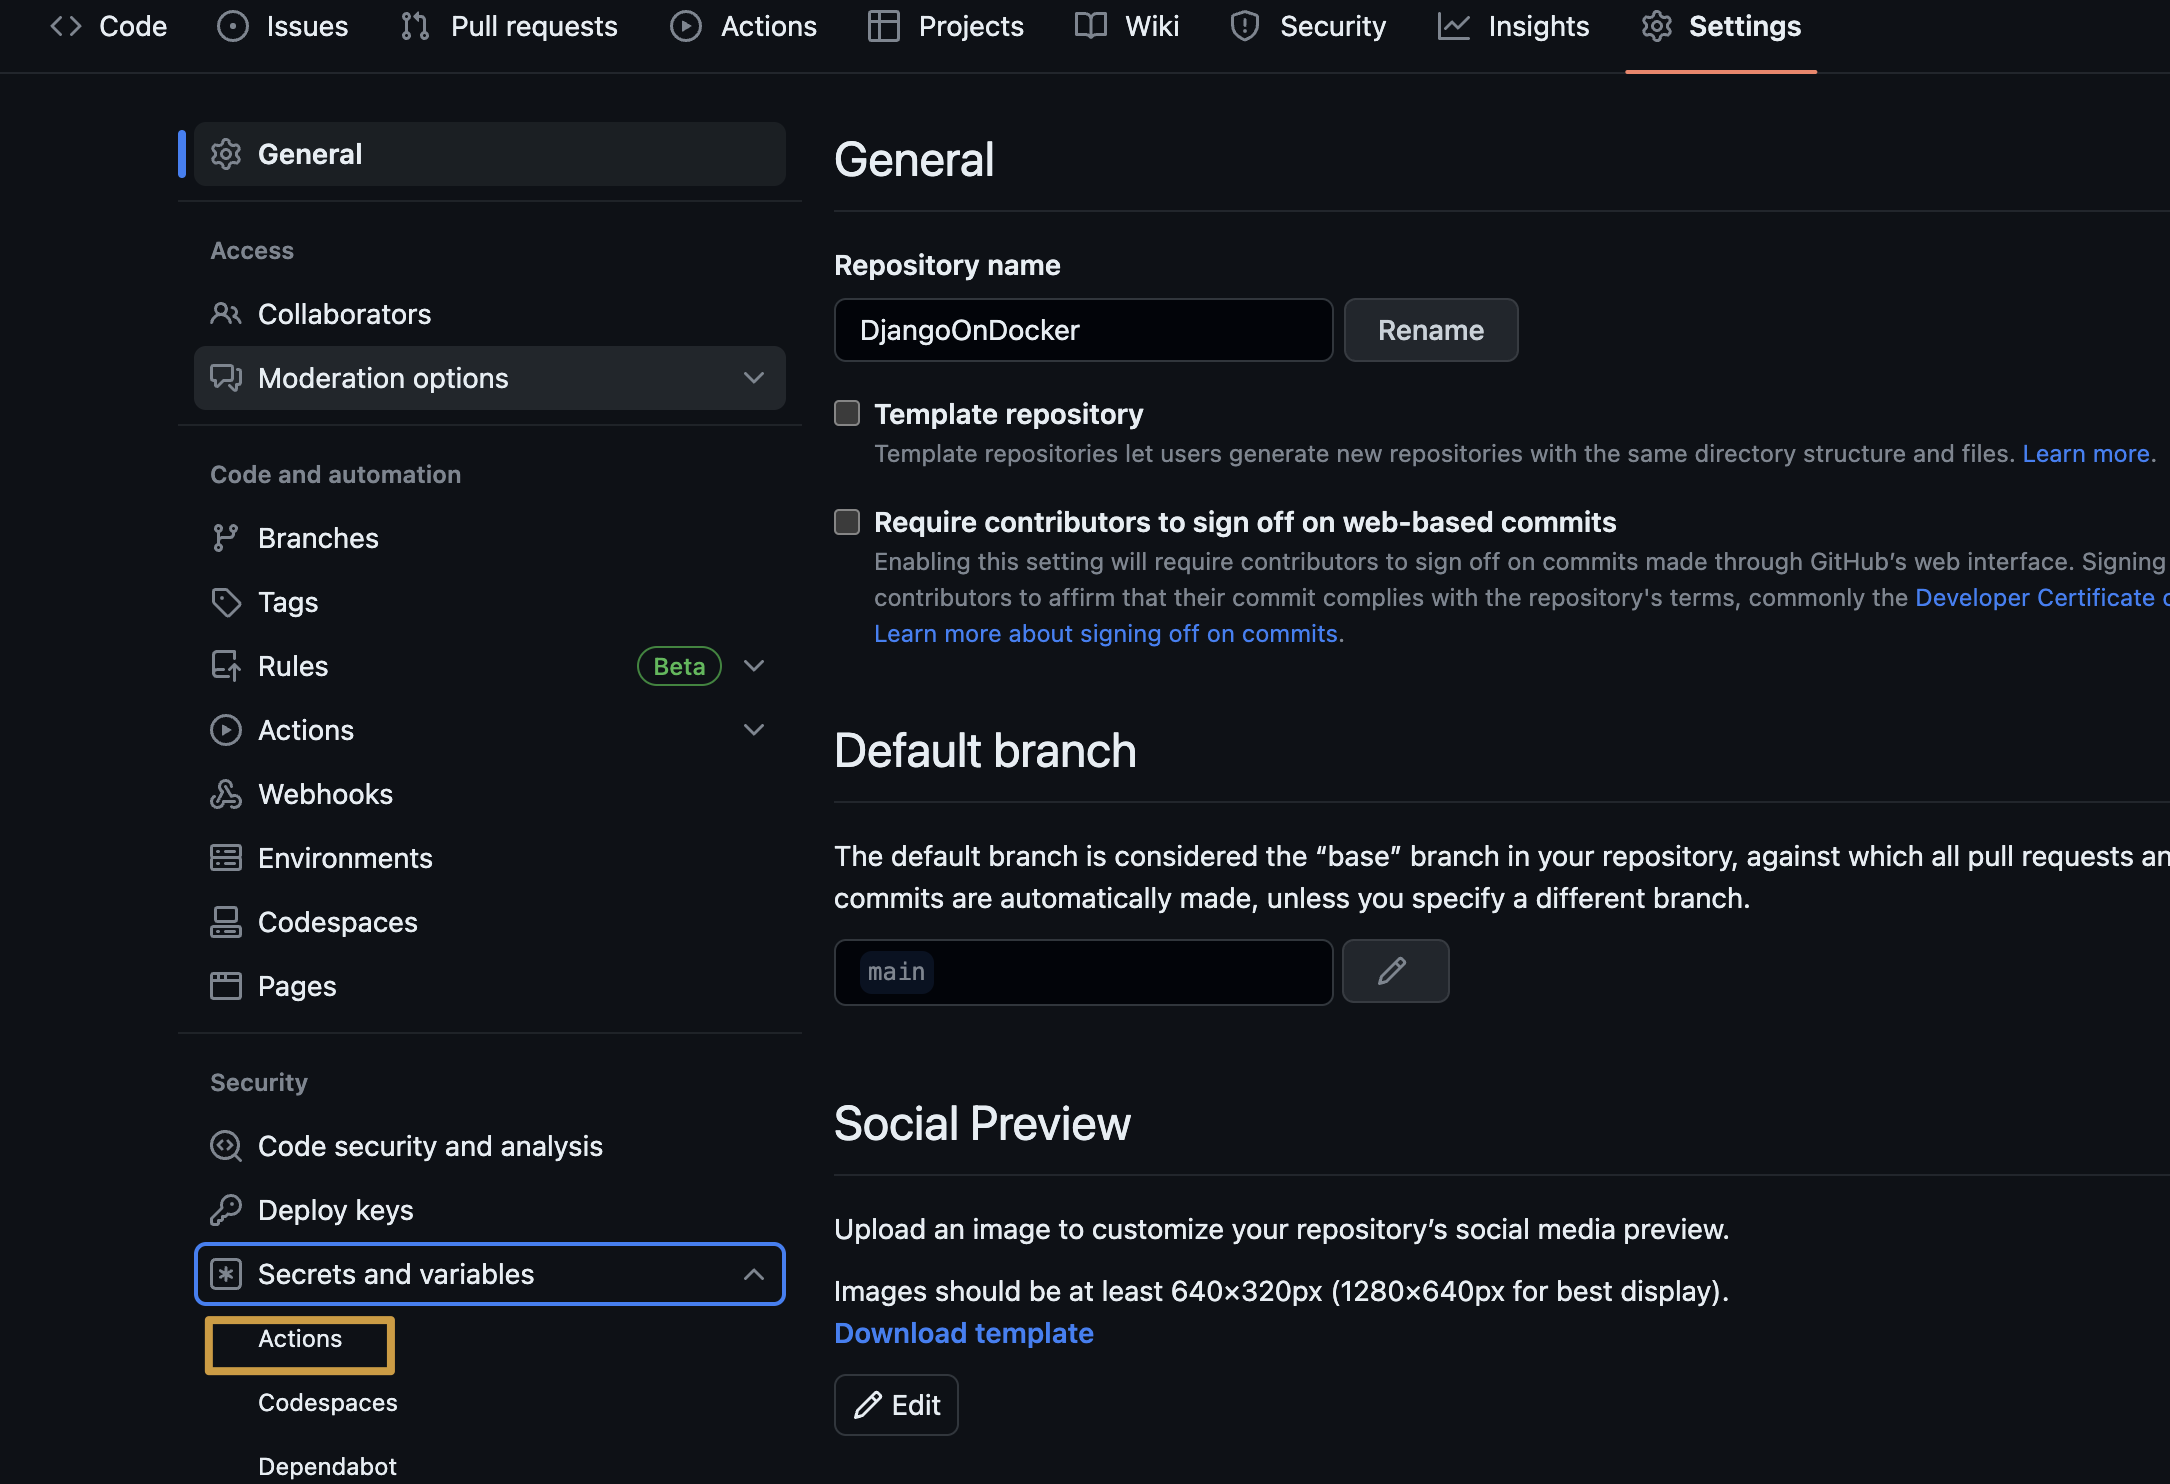 Code Issues Pull requests Actions Projects Wiki Security Insights Settings
General
Access
Collaborators
Moderation options
Code and automation
Branches
Tags
Rules Beta
Actions
Webhooks
Environments
Codespaces
Pages
Security
Code security and analysis
Deploy keys
Secrets and variables
Actions
Codespaces
Dependabot
General
Repository name
DjangoOnDocker Rename
Template repository
Template repositories let users generate new repositories with the same directory structure and files. Learn more.
Require contributors to sign off on web-based commits
Enabling this setting will require contributors to sign off on commits made through GitHub’s web interface. Signing
contributors to affirm that their commit complies with the repository's terms, commonly the Developer Certificate
Learn more about signing off on commits.
Default branch
The default branch is considered the “base” branch in your repository, against which all pull requests an
commits are automatically made, unless you specify a different branch.
main
Social Preview
Upload an image to customize your repository’s social media preview.
Images should be at least 640×320px (1280×640px for best display).
Download template
Edit